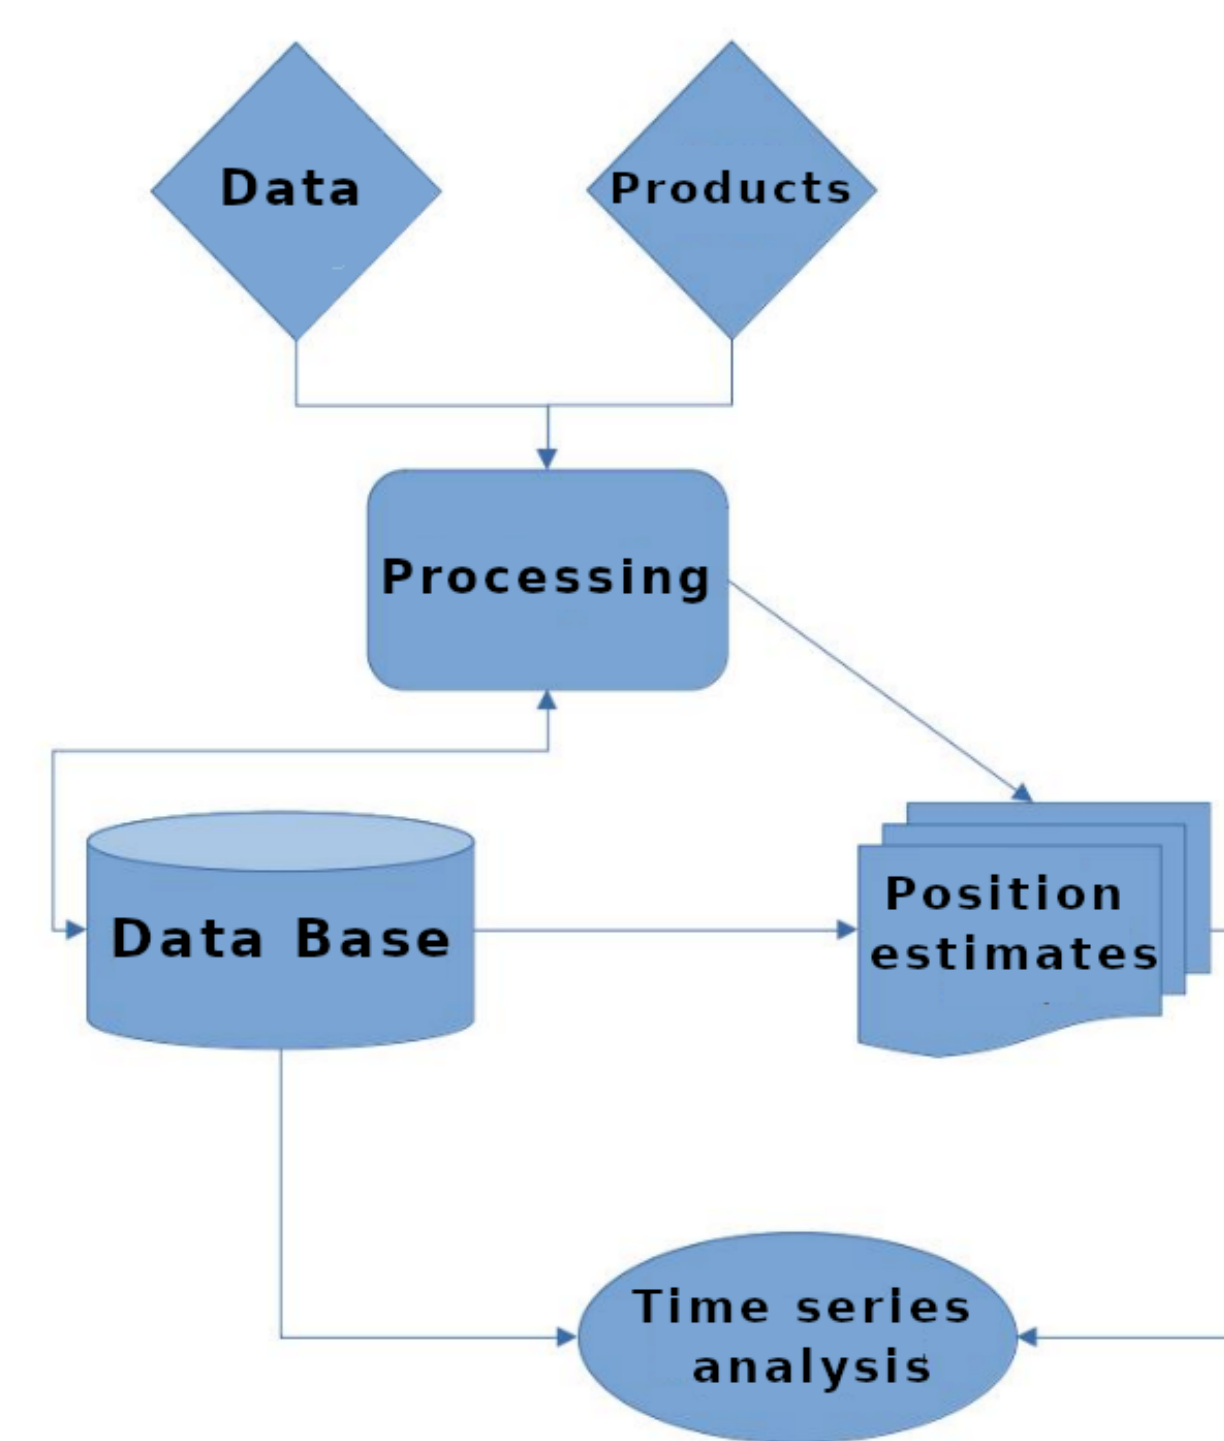 Data
Products
Processing
Data Base
Position
estimates
Time series
analysis